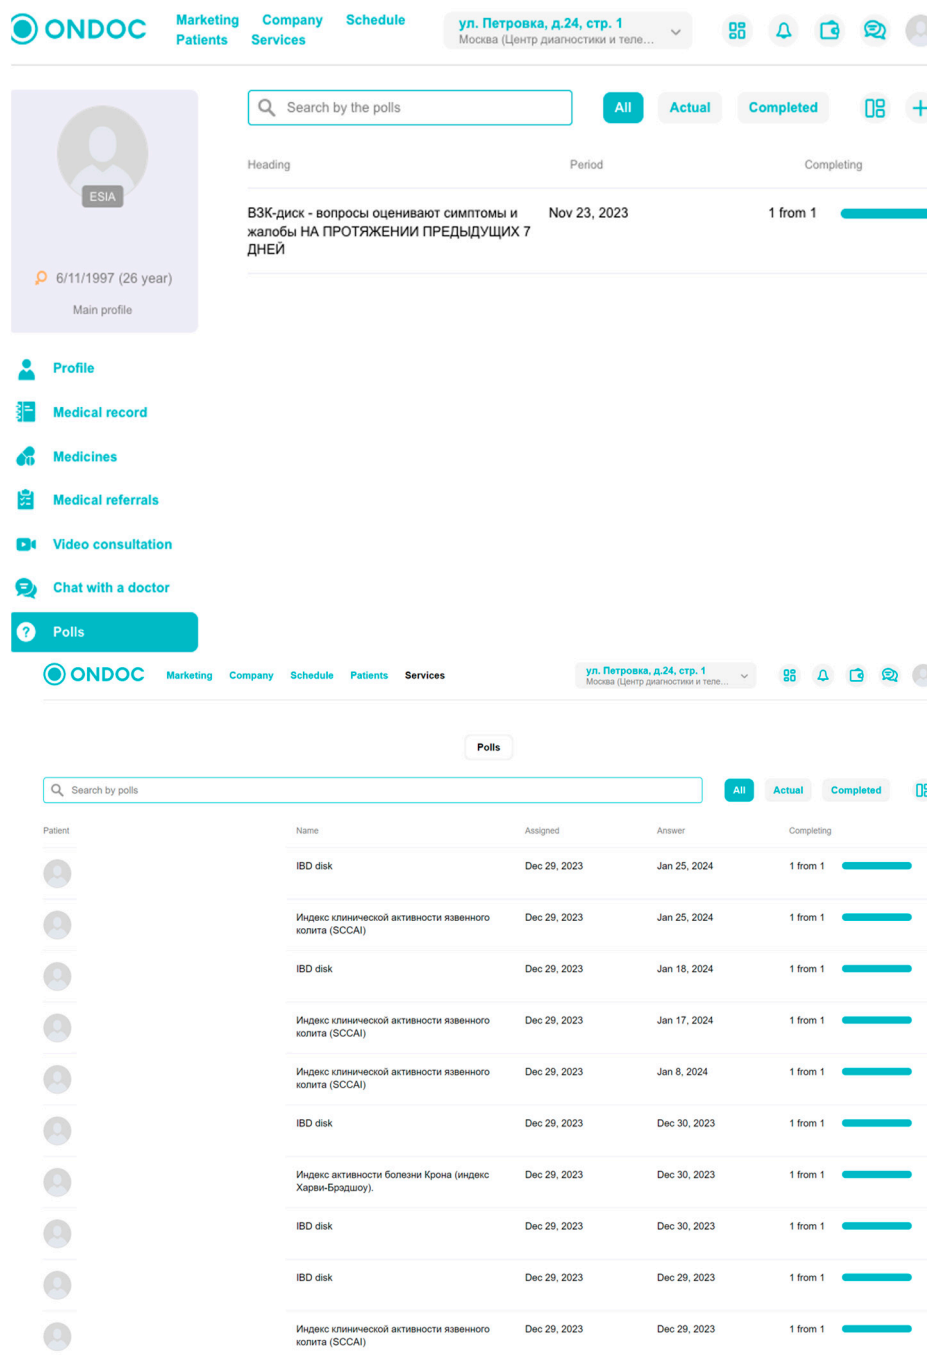 ONDOC
Marketing Company Schedule
Patients Services
ул. Петровка, д.24, стр. 1
Москва (Центр диагностики и теле...
Search by the polls
All Actual Completed
Heading Period Completing
ESIA
ВЗК-диск - вопросы оценивают симптомы и Nov 23, 2023 1 from 1
жалобы НА ПРОТЯЖЕНИИ ПРЕДЫДУЩИХ 7
ДНЕЙ
6/11/1997 (26 year)
Main profile
Profile
Medical record
Medicines
Medical referrals
Video consultation
Chat with a doctor
? Polls
ONDOC Marketing Company Schedule Patients Services
ул. Петровка, д.24, стр. 1
Москва (Центр диагностики и теле...
Polls
Search by polls All Actual Completed
Patient Name Assigned Answer Completing
IBD disk Dec 29, 2023 Jan 25, 2024 1 from 1
Индекс клинической активности язвенного Dec 29, 2023 Jan 25, 2024 1 from 1
колита (SCCAI)
IBD disk Dec 29, 2023 Jan 18, 2024 1 from 1
Индекс клинической активности язвенного Dec 29, 2023 Jan 17, 2024 1 from 1
колита (SCCAI)
Индекс клинической активности язвенного Dec 29, 2023 Jan 8, 2024 1 from 1
колита (SCCAI)
IBD disk Dec 29, 2023 Dec 30, 2023 1 from 1
Индекс активности болезни Крона (индекс Dec 29, 2023 Dec 30, 2023 1 from 1
Харви-Брэдшоу).
IBD disk Dec 29, 2023 Dec 30, 2023 1 from 1
IBD disk Dec 29, 2023 Dec 29, 2023 1 from 1
Индекс клинической активности язвенного Dec 29, 2023 Dec 29, 2023 1 from 1
колита (SCCAI)